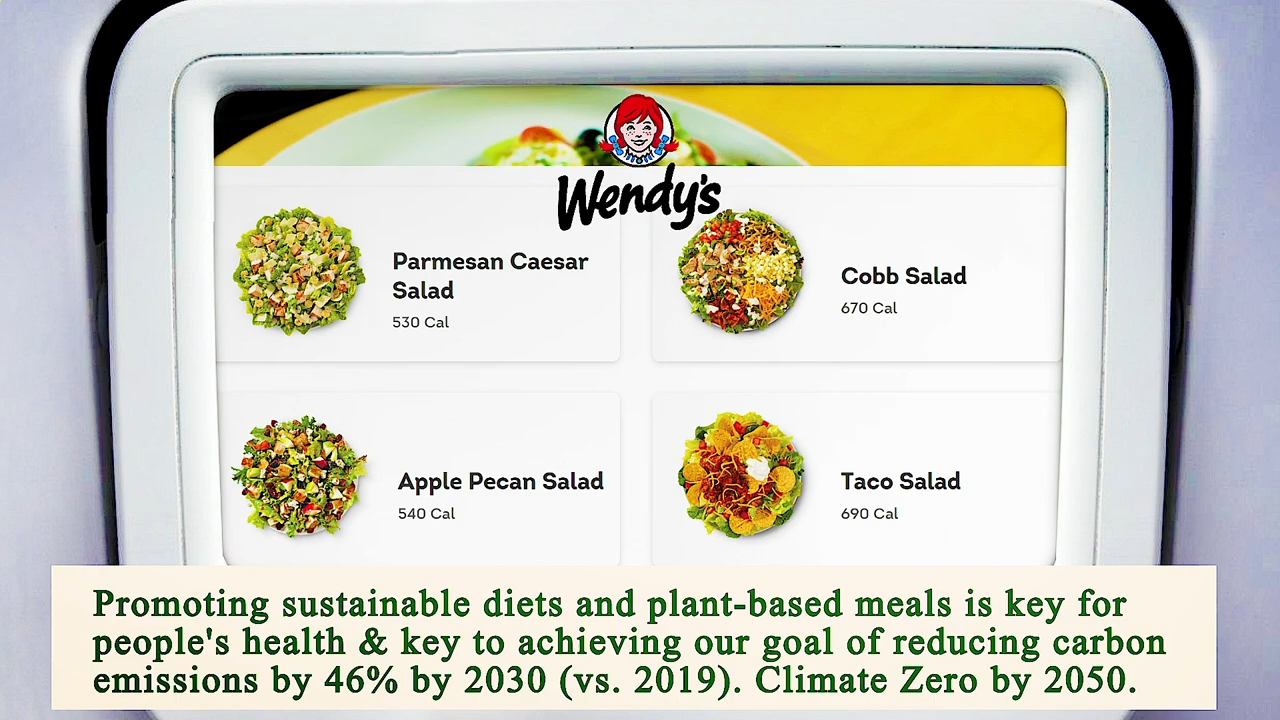 Wendy's
Parmesan Caesar
Salad
530 Cal
Cobb Salad
670 Cal
Apple Pecan Salad
540 Cal
Taco Salad
690 Cal
Promoting sustainable diets and plant-based meals is key for
people's health & key to achieving our goal of reducing carbon
emissions by 46% by 2030 (vs. 2019). Climate Zero by 2050.